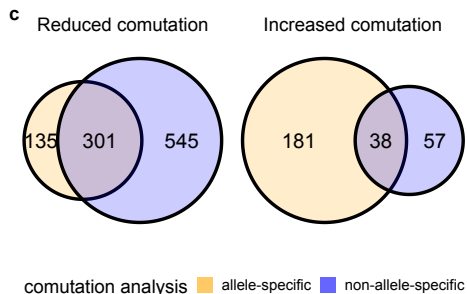 c
Reduced comutation
Increased comutation
135
301
545
181
38
57
comutation analysis
allele-specific
non-allele-specific